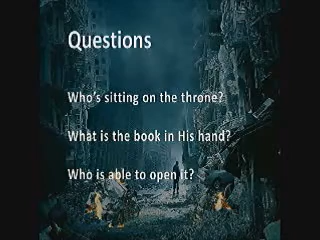 Questions
Who's sitting on the throne?
What is the book in His hand?
Who is able to open it?